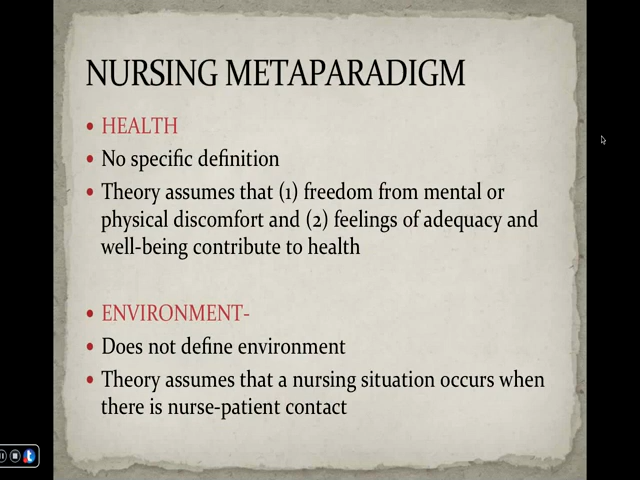 NURSING METAPARADIGM
• HEALTH
• No specific definition
• Theory assumes that (1) freedom from mental or
physical discomfort and (2) feelings of adequacy and
well-being contribute to health
• ENVIRONMENT-
• Does not define environment
• Theory assumes that a nursing situation occurs when
there is nurse-patient contact